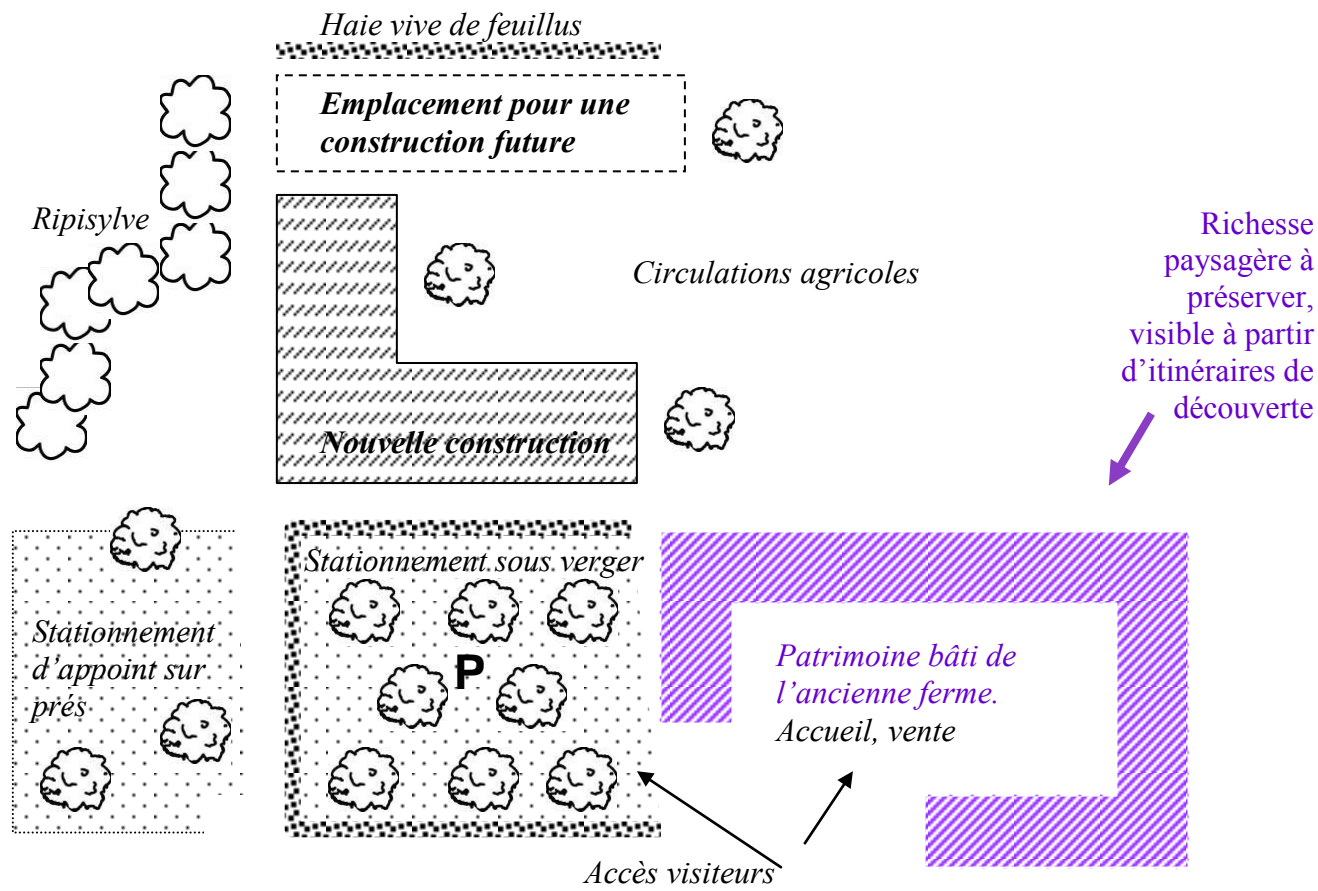 Haie vive de feuillus
Emplacement pour une
construction future
Ripisylve
Circulations agricoles
Richesse
paysagère à
préserver,
visible à partir
d’itinéraires de
découverte
Nouvelle construction
Stationnement sous verger
Stationnement
d’appoint sur
prés
P
Patrimoine bâti de
l’ancienne ferme.
Accueil, vente
Accès visiteurs